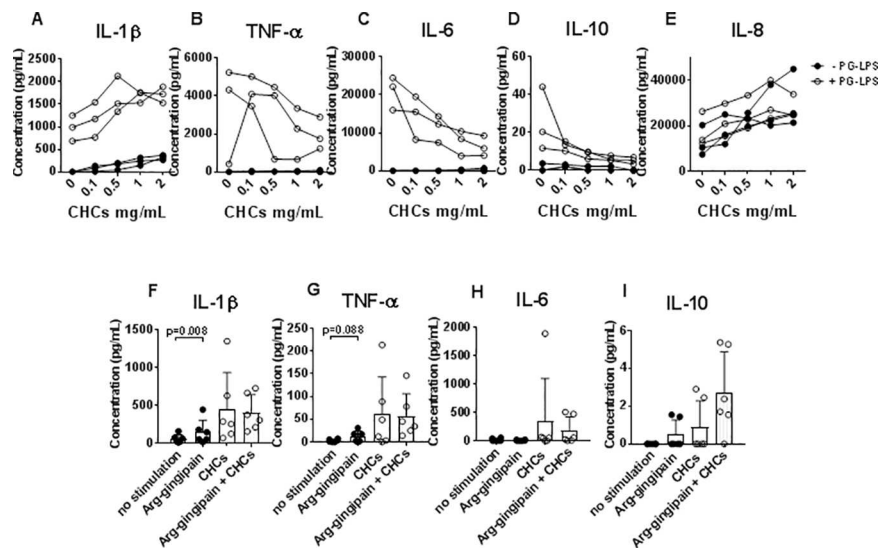 A IL-1β
Concentration (pg/mL)
2500
2000
1500
1000
500
0
0 0.1 0.5 1 2
CHCs mg/mL
B TNF-α
Concentration (pg/mL)
6000
4000
2000
0
0 0.1 0.5 1 2
CHCs mg/mL
C IL-6
Concentration (pg/mL)
30000
20000
10000
0
0 0.1 0.5 1 2
CHCs mg/mL
D IL-10
Concentration (pg/mL)
60
40
20
0
0 0.1 0.5 1 2
CHCs mg/mL
E IL-8
Concentration (pg/mL)
40000
20000
0
0 0.1 0.5 1 2
CHCs mg/mL
- PG-LPS
+ PG-LPS
F IL-1β
Concentration (pg/mL)
1500
1000
500
0
p=0.008
no stimulation
Arg-gingipain
CHCs
Arg-gingipain + CHCs
G TNF-α
Concentration (pg/mL)
250
200
150
100
50
0
p=0.088
no stimulation
Arg-gingipain
CHCs
Arg-gingipain + CHCs
H IL-6
Concentration (pg/mL)
2000
1500
1000
500
0
no stimulation
Arg-gingipain
CHCs
Arg-gingipain + CHCs
I IL-10
Concentration (pg/mL)
6
4
2
0
no stimulation
Arg-gingipain
CHCs
Arg-gingipain + CHCs